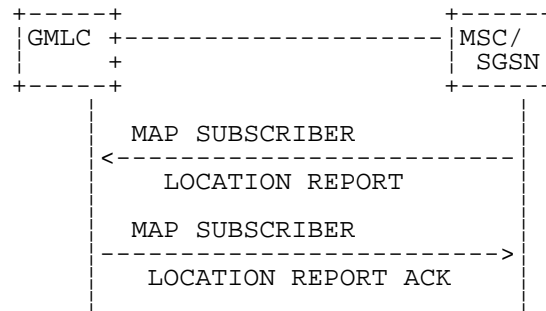 GMLC MSC/
SGSN
MAP SUBSCRIBER
LOCATION REPORT
MAP SUBSCRIBER
LOCATION REPORT ACK